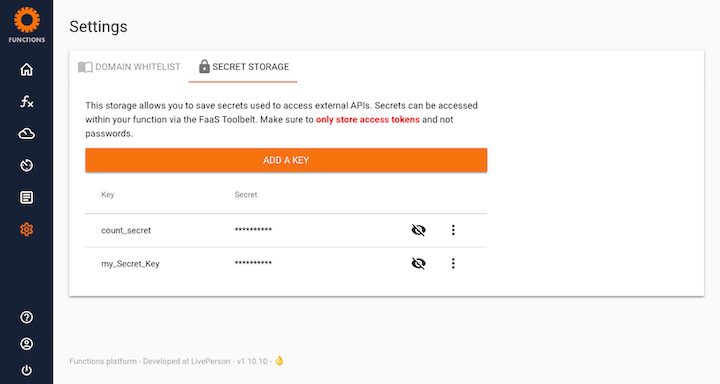 Settings
FUNCTIONS
DOMAIN WHITELIST
SECRET STORAGE
This storage allows you to save secrets used to access external APIs. Secrets can be accessed
within your function via the FaaS Toolbelt. Make sure to only store access tokens and not
passwords.
ADD A KEY
Key Secret
count_secret **********
my_Secret_Key **********
Functions platform - Developed at LivePerson - v1.10.10 - 👌